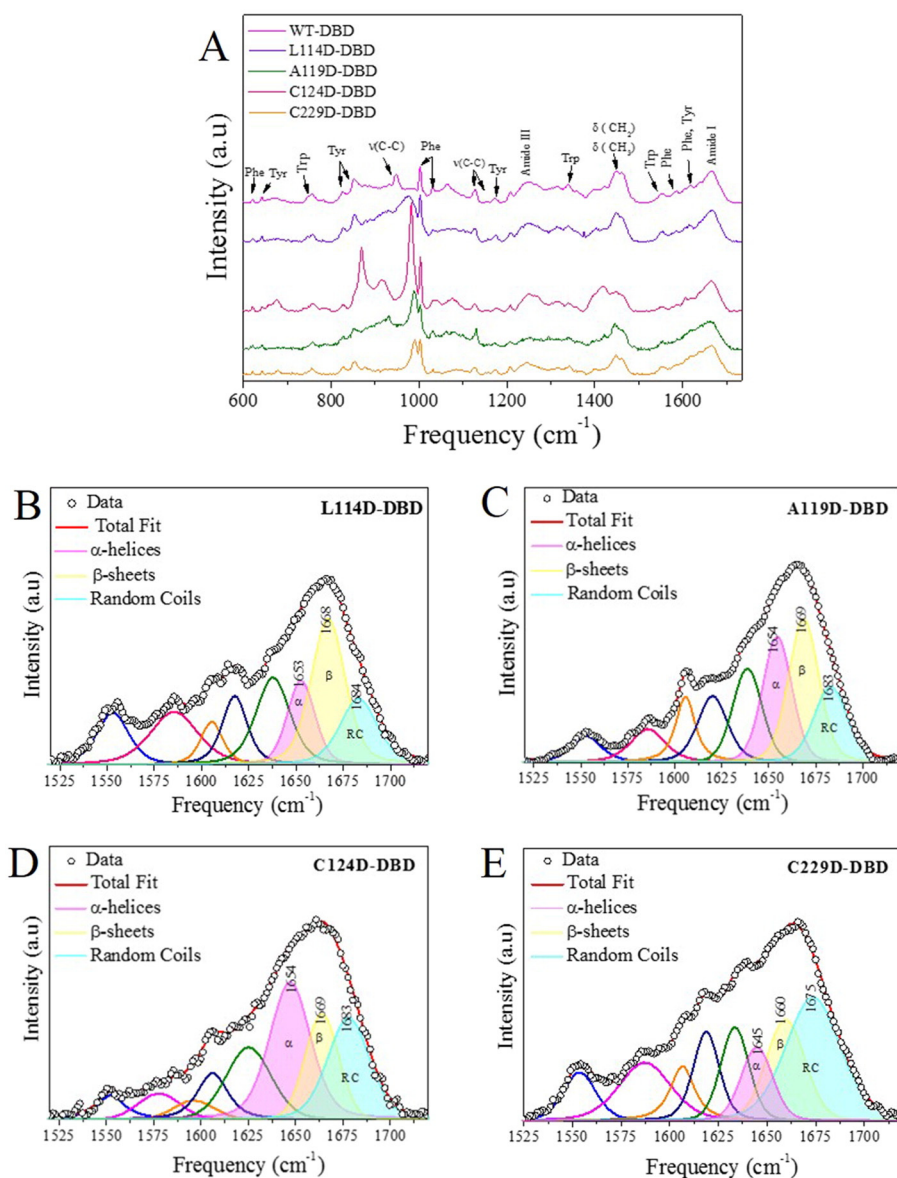 A
WT-DBD
L114D-DBD
A119D-DBD
C124D-DBD
C229D-DBD
Phe
Tyr
Trp
Tyr
ν(C-C)
Phe
ν(C-C)
Tyr
Amide III
Trp
δ ( CH2)
δ ( CH3)
Trp
Phe
Phe, Tyr
Amide I
Intensity (a.u)
600 800 1000 1200 1400 1600
Frequency (cm-1)
B
Data
L114D-DBD
Total Fit
α-helices
β-sheets
Random Coils
1653
1668
1684
α
β
RC
Intensity (a.u)
1525 1550 1575 1600 1625 1650 1675 1700
Frequency (cm-1)
C
Data
A119D-DBD
Total Fit
α-helices
β-sheets
Random Coils
1654
1669
1683
α
β
RC
Intensity (a.u)
1525 1550 1575 1600 1625 1650 1675 1700
Frequency (cm-1)
D
Data
C124D-DBD
Total Fit
α-helices
β-sheets
Random Coils
1654
1669
1683
α
β
RC
Intensity (a.u)
1525 1550 1575 1600 1625 1650 1675 1700
Frequency (cm-1)
E
Data
C229D-DBD
Total Fit
α-helices
β-sheets
Random Coils
1645
1660
1675
α
β
RC
Intensity (a.u)
1525 1550 1575 1600 1625 1650 1675 1700
Frequency (cm-1)